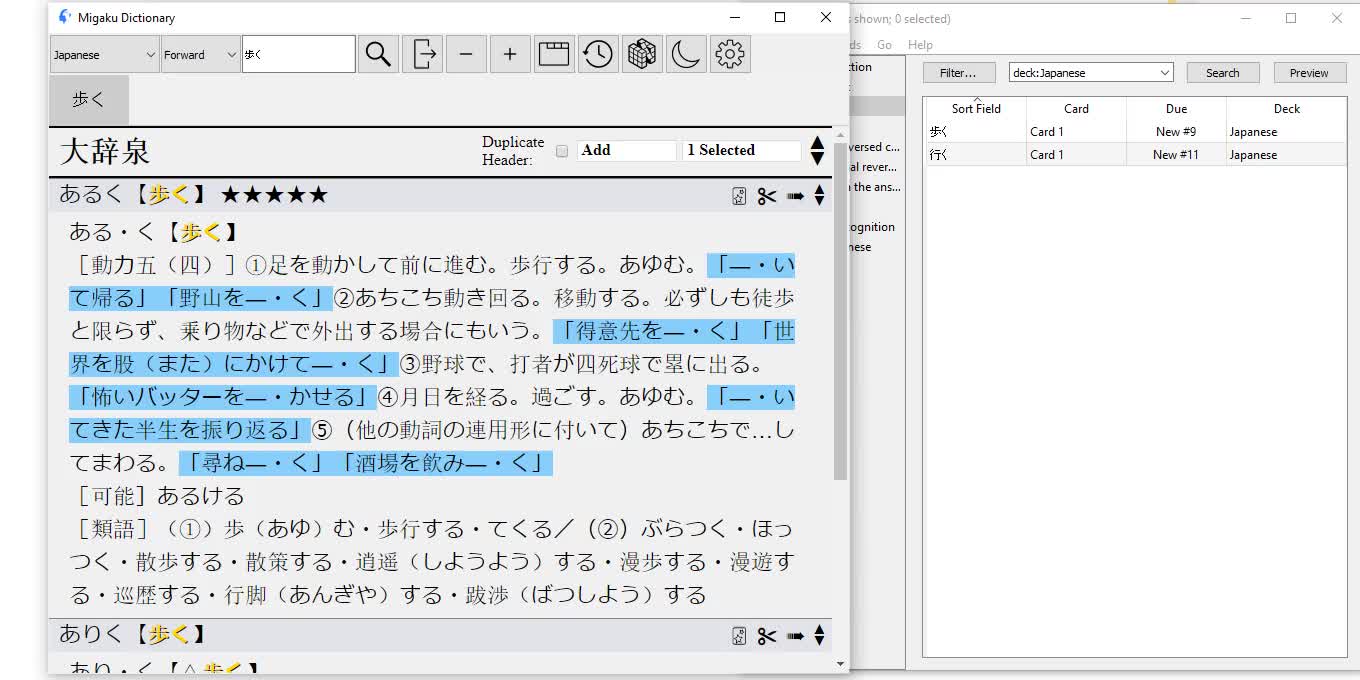 Migaku Dictionary
Japanese
Forward
歩く
歩く
大辞泉
Duplicate Header:
Add
1 Selected
あるく【歩く】★★★★★
ある・く【歩く】
［動カ五（四）］①足を動かして前に進む。歩行する。あゆむ。「―・い
て帰る」「野山を―・く」②あちこち動き回る。移動する。必ずしも徒歩
と限らず、乗り物などで外出する場合にもいう。「得意先を―・く」「世
界を股（また）にかけて―・く」③野球で、打者が四死球で塁に出る。
「怖いバッターを―・かせる」④月日を経る。過ごす。あゆむ。「―・い
てきた半生を振り返る」⑤（他の動詞の連用形に付いて）あちこちで…し
てまわる。「尋ね―・く」「酒場を飲み―・く」
［可能］あるける
［類語］（①）歩（あゆ）む・歩行する・てくる／（②）ぶらつく・ほっ
つく・散歩する・散策する・逍遥（しようよう）する・漫歩する・漫遊す
る・巡歴する・行脚（あんぎや）する・跋渉（ばつしよう）する
ありく【歩く】
あり・く【△歩く】
s shown; 0 selected)
ds Go Help
ction
versed c...
al rever...
n the ans...
ognition
nese
Filter...
deck:Japanese
Search
Preview
Sort Field Card Due Deck
歩く Card 1 New #9 Japanese
行く Card 1 New #11 Japanese